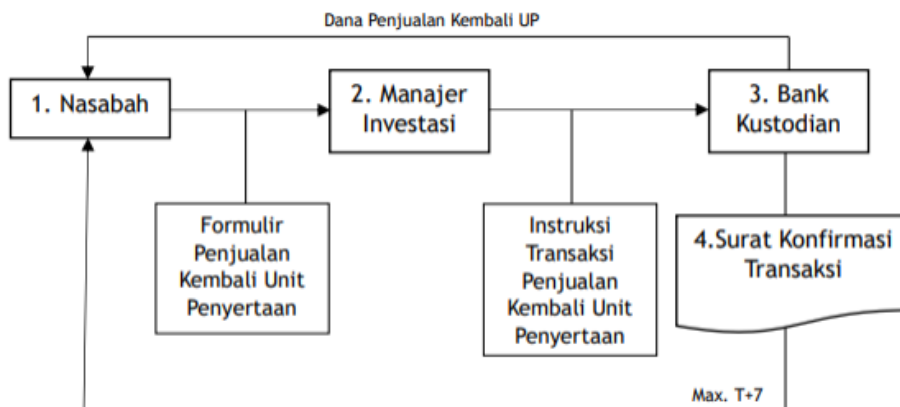 Dana Penjualan Kembali UP
1. Nasabah
2. Manajer
Investasi
3. Bank
Kustodian
Formulir
Penjualan
Kembali Unit
Penyertaan
Instruksi
Transaksi
Penjualan
Kembali Unit
Penyertaan
4.Surat Konfirmasi
Transaksi
Max. T+7